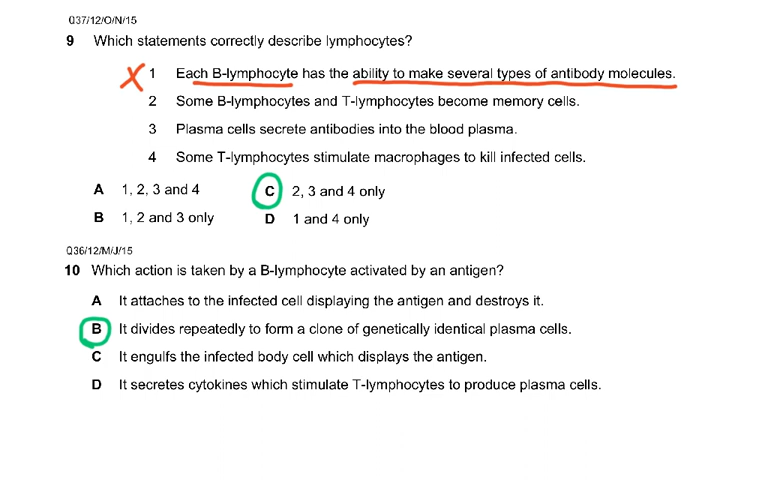 Q37/12/O/N/15
9 Which statements correctly describe lymphocytes?
1 Each B-lymphocyte has the ability to make several types of antibody molecules.
2 Some B-lymphocytes and T-lymphocytes become memory cells.
3 Plasma cells secrete antibodies into the blood plasma.
4 Some T-lymphocytes stimulate macrophages to kill infected cells.
A 1, 2, 3 and 4 C 2, 3 and 4 only
B 1, 2 and 3 only D 1 and 4 only
Q36/12/M/J/15
10 Which action is taken by a B-lymphocyte activated by an antigen?
A It attaches to the infected cell displaying the antigen and destroys it.
B It divides repeatedly to form a clone of genetically identical plasma cells.
C It engulfs the infected body cell which displays the antigen.
D It secretes cytokines which stimulate T-lymphocytes to produce plasma cells.